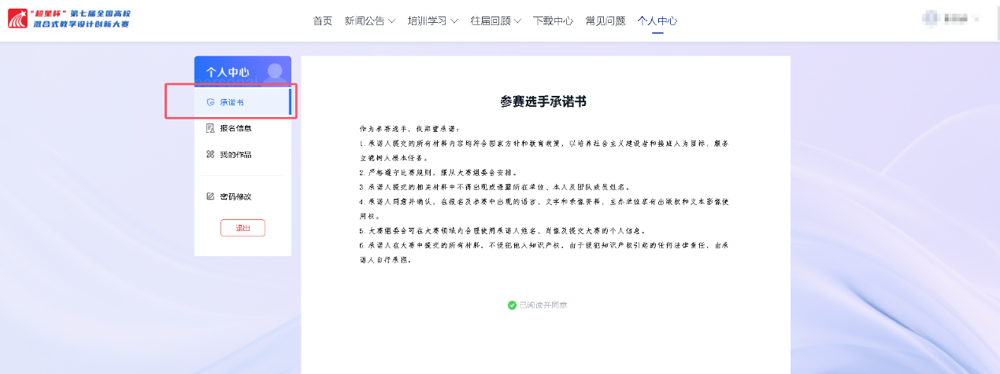 “超星杯”第七届全国高校
混合式教学设计创新大赛
首页 新闻公告 培训学习 往届回顾 下载中心 常见问题 个人中心
个人中心
承诺书
报名信息
我的作品
密码修改
退出
参赛选手承诺书
作为参赛选手，我郑重承诺：
1. 承诺人提交的所有材料内容均符合国家方针和教育政策，以培养社会主义建设者和接班人为目标，服务
立德树人根本任务。
2. 严格遵守比赛规则，服从大赛组委会安排。
3. 承诺人提交的相关材料中不得出现或泄露所在单位、本人及团队成员姓名。
4. 承诺人同意并确认，在报名及参赛中出现的语言、文字和录像资料，主办单位享有出版权和文本影像使
用权。
5. 大赛组委会可在大赛领域内合理使用承诺人姓名、肖像及提交大赛的个人信息。
6. 承诺人在大赛中提交的所有材料，不侵犯他人知识产权，由于侵犯知识产权引起的任何法律责任，由承
诺人自行承担。
已阅读并同意